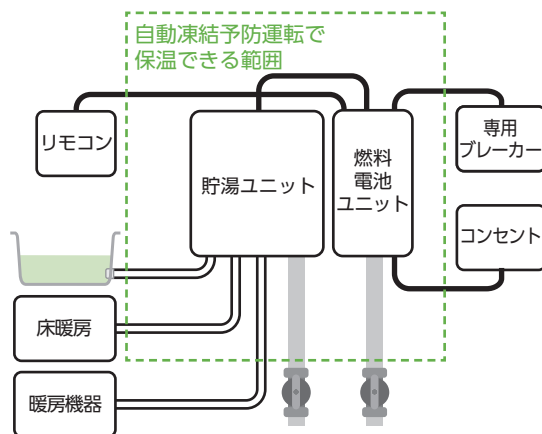 自動凍結予防運転で
保温できる範囲
リモコン
貯湯ユニット
燃料
電池
ユニット
専用
ブレーカー
コンセント
床暖房
暖房機器